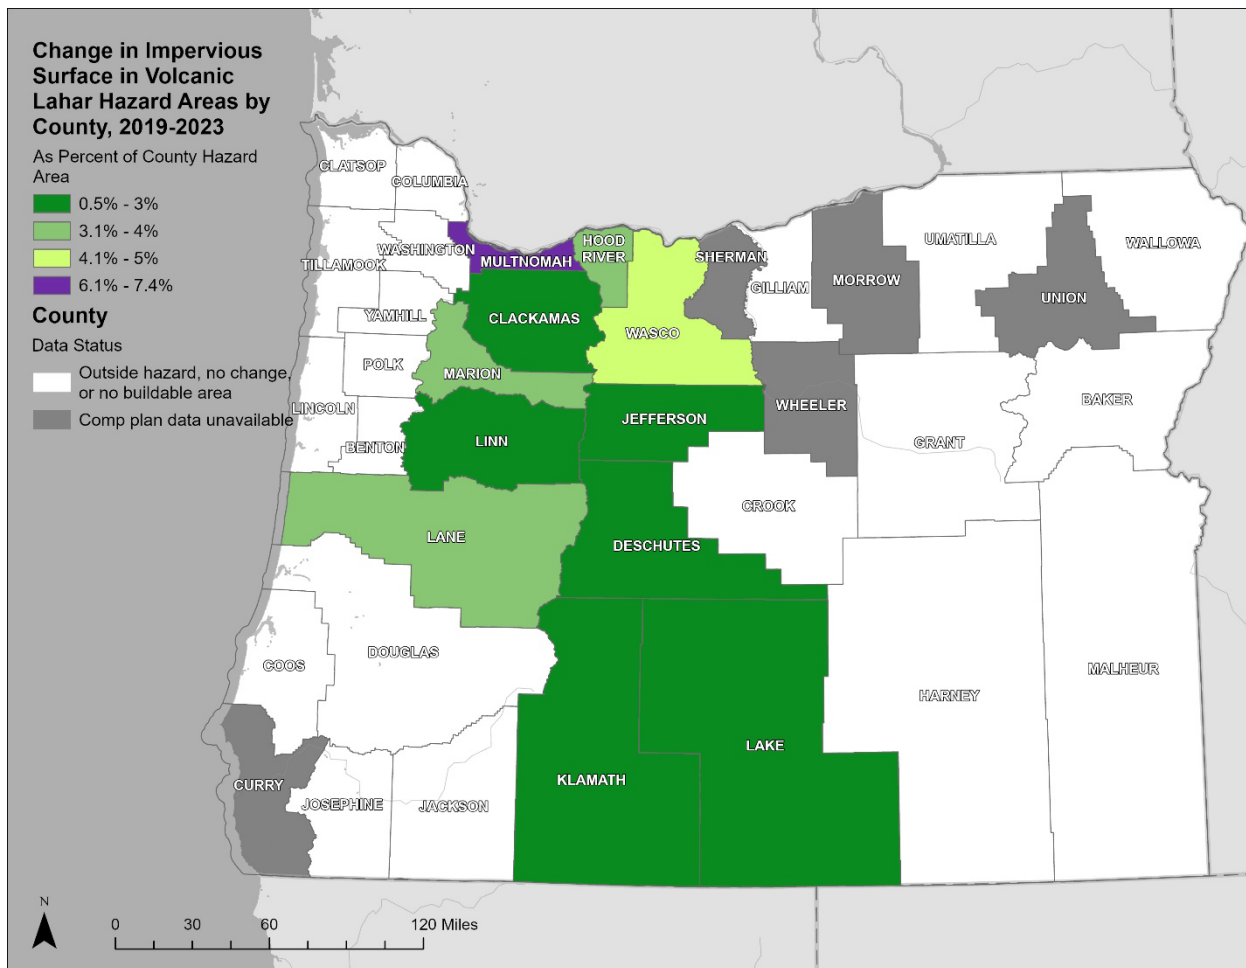 Change in Impervious
Surface in Volcanic
Lahar Hazard Areas by
County, 2019-2023
As Percent of County Hazard
Area
0.5% - 3%
3.1% - 4%
4.1% - 5%
6.1% - 7.4%
County
Data Status
Outside hazard, no change,
or no buildable area
Comp plan data unavailable
CLATSOP
COLUMBIA
TILLAMOOK
WASHINGTON
MULTNOMAH
HOOD
RIVER
SHERMAN
GILLIAM
MORROW
UMATILLA
UNION
WALLOWA
YAMHILL
CLACKAMAS
WASCO
POLK
MARION
LINCOLN
BENTON
LINN
JEFFERSON
WHEELER
GRANT
BAKER
CROOK
LANE
DESCHUTES
DOUGLAS
COOS
CURRY
JOSEPHINE
JACKSON
KLAMATH
LAKE
HARNEY
MALHEUR
N
0 30 60 120 Miles